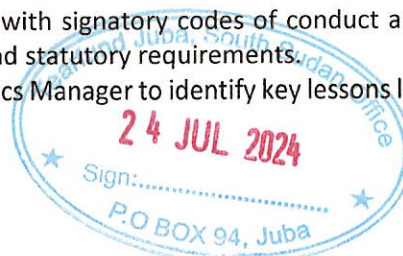 with signatory codes of conduct a
nd statutory requirements.
cs Manager to identify key lessons l
Juba, South Sudan Office
24 JUL 2024
Sign:
P.O BOX 94, Juba